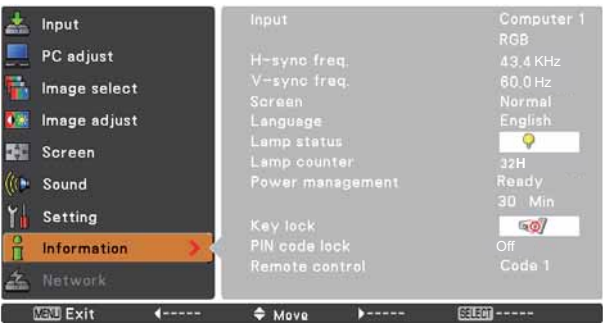 Input
PC adjust
Image select
Image adjust
Screen
Sound
Setting
Information
Network
Input Computer 1
RGB
H-sync freq. 43.4 KHz
V-sync freq. 60.0 Hz
Screen Normal
Language English
Lamp status
Lamp counter 32H
Power management Ready
30 Min
Key lock
PIN code lock Off
Remote control Code 1
MENU Exit ----- Move ----- SELECT -----